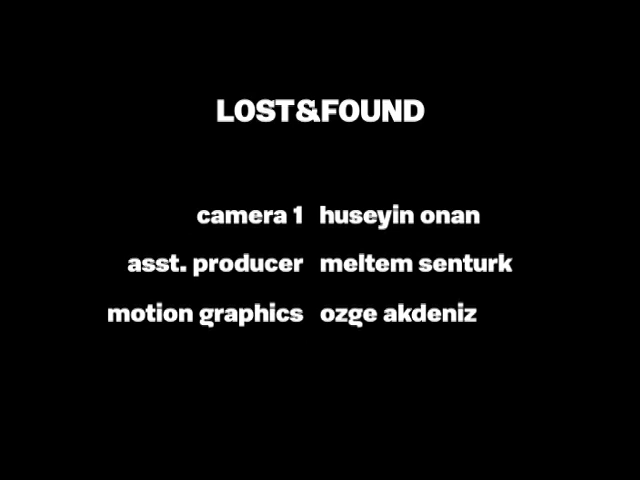 LOST&FOUND
camera 1 huseyin onan
asst. producer meltem senturk
motion graphics ozge akdeniz